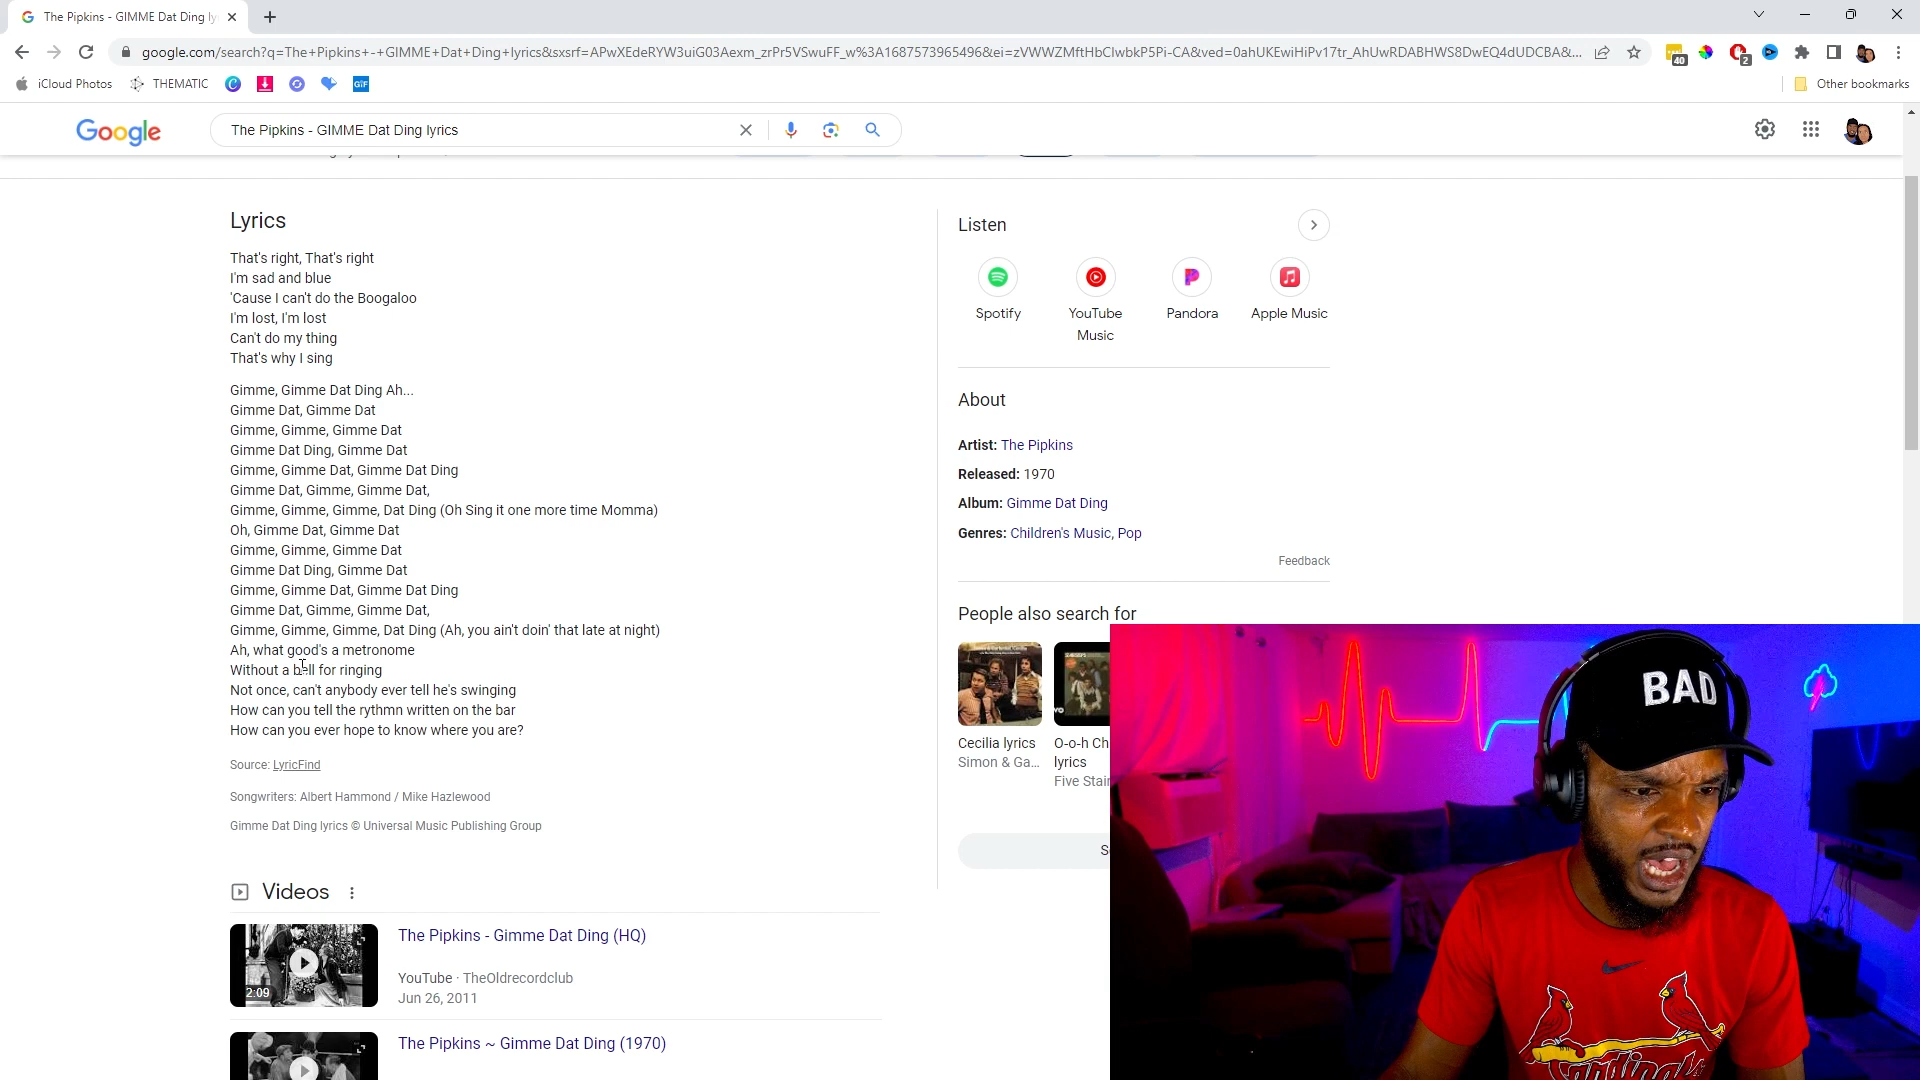 The Pipkins - GIMME Dat Ding ly
google.com/search?q=The+Pipkins+-+GIMME+Dat+Ding+lyrics&sxsrf=APwXEdeRYW3uiG03Aexm_zrPr5VSwuFF_w%3A1687573965496&ei=zVWWZMftHbClwbkP5Pi-CA&ved=0ahUKEwiHiPv17tr_AhUwRDABHWS8DwEQ4dUDCBA&...
40
2
iCloud Photos
THEMATIC
GIF
Other bookmarks
Google
The Pipkins - GIMME Dat Ding lyrics
Lyrics
That's right, That's right
I'm sad and blue
'Cause I can't do the Boogaloo
I'm lost, I'm lost
Can't do my thing
That's why I sing
Gimme, Gimme Dat Ding Ah...
Gimme Dat, Gimme Dat
Gimme, Gimme, Gimme Dat
Gimme Dat Ding, Gimme Dat
Gimme, Gimme Dat, Gimme Dat Ding
Gimme Dat, Gimme, Gimme Dat,
Gimme, Gimme, Gimme, Dat Ding (Oh Sing it one more time Momma)
Oh, Gimme Dat, Gimme Dat
Gimme, Gimme, Gimme Dat
Gimme Dat Ding, Gimme Dat
Gimme, Gimme Dat, Gimme Dat Ding
Gimme Dat, Gimme, Gimme Dat,
Gimme, Gimme, Gimme, Dat Ding (Ah, you ain't doin' that late at night)
Ah, what good's a metronome
Without a bell for ringing
Not once, can't anybody ever tell he's swinging
How can you tell the rythmn written on the bar
How can you ever hope to know where you are?
Source: LyricFind
Songwriters: Albert Hammond / Mike Hazlewood
Gimme Dat Ding lyrics © Universal Music Publishing Group
Videos
2:09
The Pipkins - Gimme Dat Ding (HQ)
YouTube · TheOldrecordclub
Jun 26, 2011
The Pipkins ~ Gimme Dat Ding (1970)
Listen
Spotify
YouTube Music
Pandora
Apple Music
About
Artist: The Pipkins
Released: 1970
Album: Gimme Dat Ding
Genres: Children's Music, Pop
Feedback
People also search for
Cecilia lyrics
Simon & Ga...
O-o-h Ch
lyrics
Five Stair
S
BAD
Cardinals